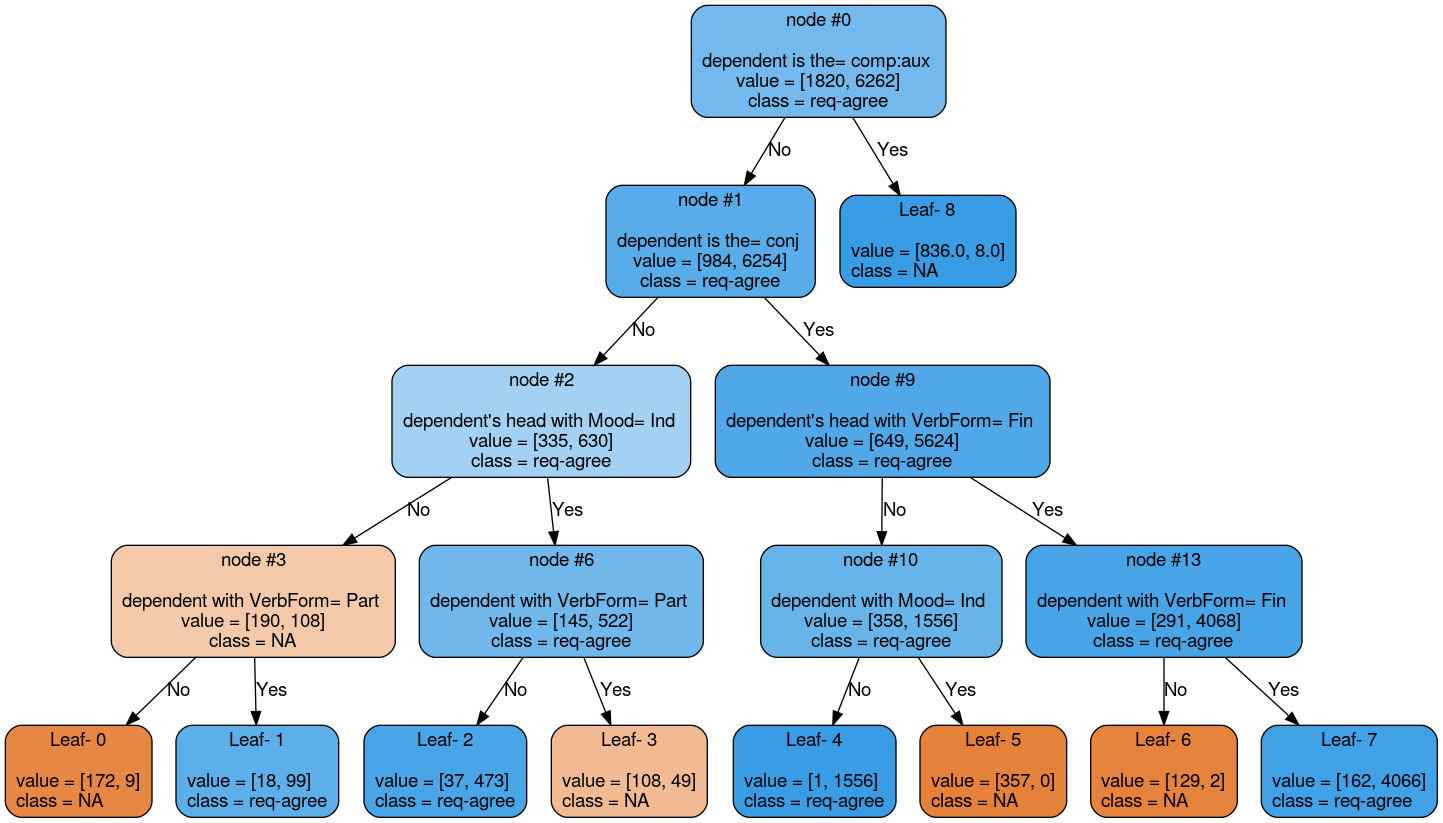 node #0
dependent is the= comp:aux
value = [1820, 6262]
class = req-agree
No
Yes
node #1
dependent is the= conj
value = [984, 6254]
class = req-agree
Leaf- 8
value = [836.0, 8.0]
class = NA
No
Yes
node #2
dependent's head with Mood= Ind
value = [335, 630]
class = req-agree
node #9
dependent's head with VerbForm= Fin
value = [649, 5624]
class = req-agree
No
Yes
No
Yes
node #3
dependent with VerbForm= Part
value = [190, 108]
class = NA
node #6
dependent with VerbForm= Part
value = [145, 522]
class = req-agree
node #10
dependent with Mood= Ind
value = [358, 1556]
class = req-agree
node #13
dependent with VerbForm= Fin
value = [291, 4068]
class = req-agree
No
Yes
No
Yes
No
Yes
No
Yes
Leaf- 0
value = [172, 9]
class = NA
Leaf- 1
value = [18, 99]
class = req-agree
Leaf- 2
value = [37, 473]
class = req-agree
Leaf- 3
value = [108, 49]
class = NA
Leaf- 4
value = [1, 1556]
class = req-agree
Leaf- 5
value = [357, 0]
class = NA
Leaf- 6
value = [129, 2]
class = NA
Leaf- 7
value = [162, 4066]
class = req-agree